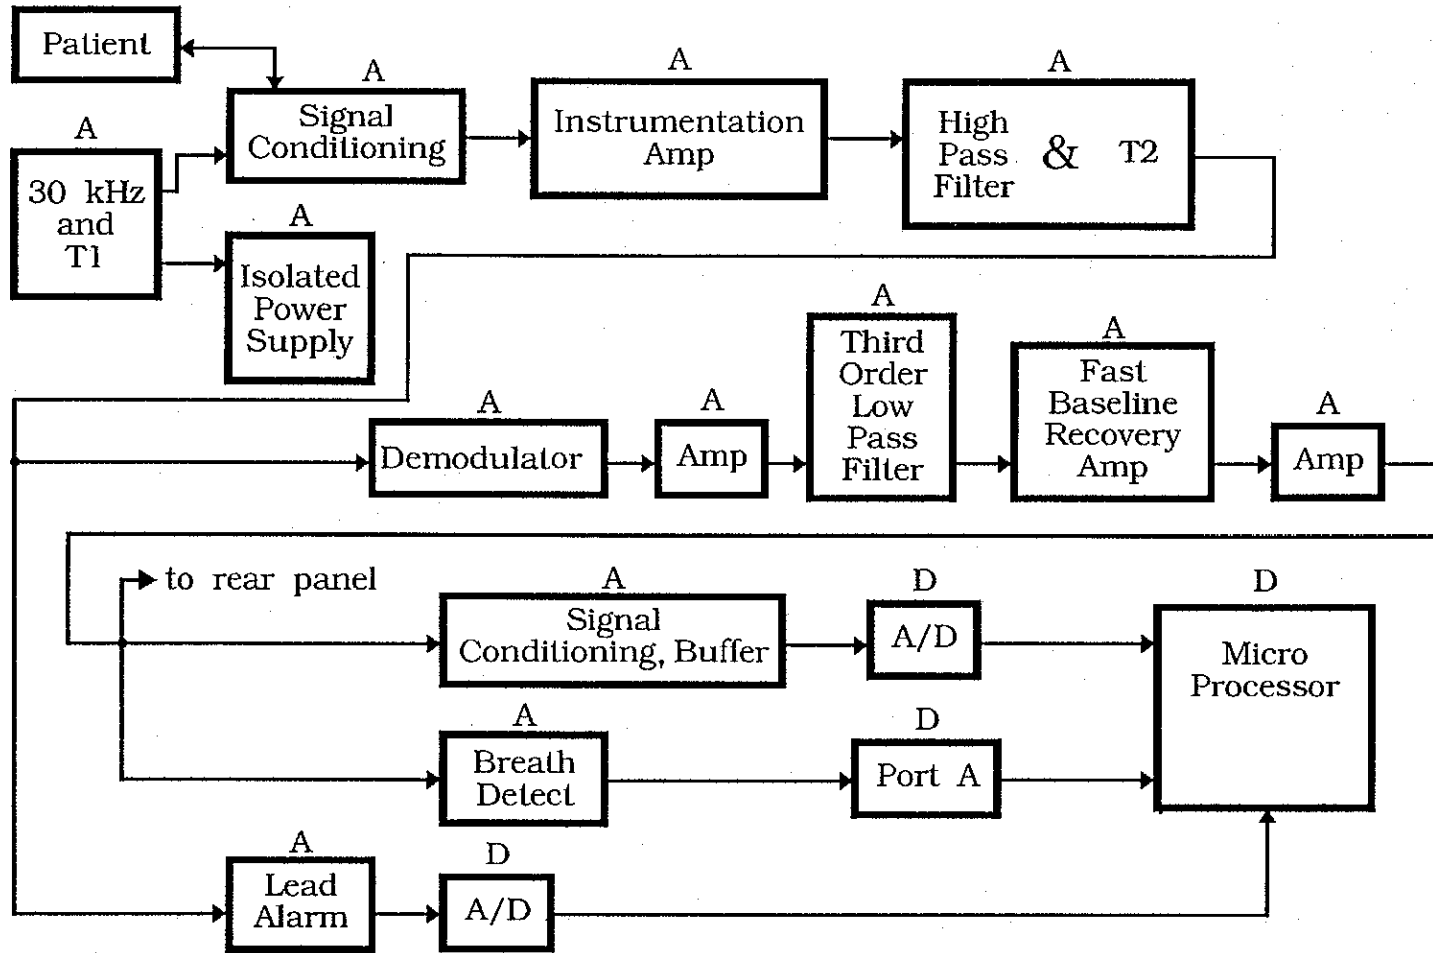 Patient
A
Signal
Conditioning
A
Instrumentation
Amp
A
High
Pass
Filter
& T2
A
30 kHz
and
T1
A
Isolated
Power
Supply
A
Demodulator
A
Amp
A
Third
Order
Low
Pass
Filter
A
Fast
Baseline
Recovery
Amp
A
Amp
to rear panel
A
Signal
Conditioning, Buffer
D
A/D
D
Micro
Processor
A
Breath
Detect
D
Port A
A
Lead
Alarm
D
A/D